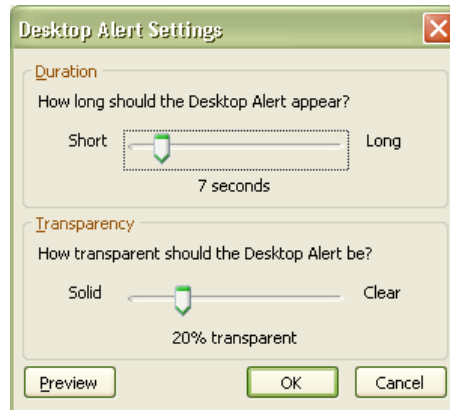 Desktop Alert Settings
Duration
How long should the Desktop Alert appear?
Short Long
7 seconds
Transparency
How transparent should the Desktop Alert be?
Solid Clear
20% transparent
Preview OK Cancel